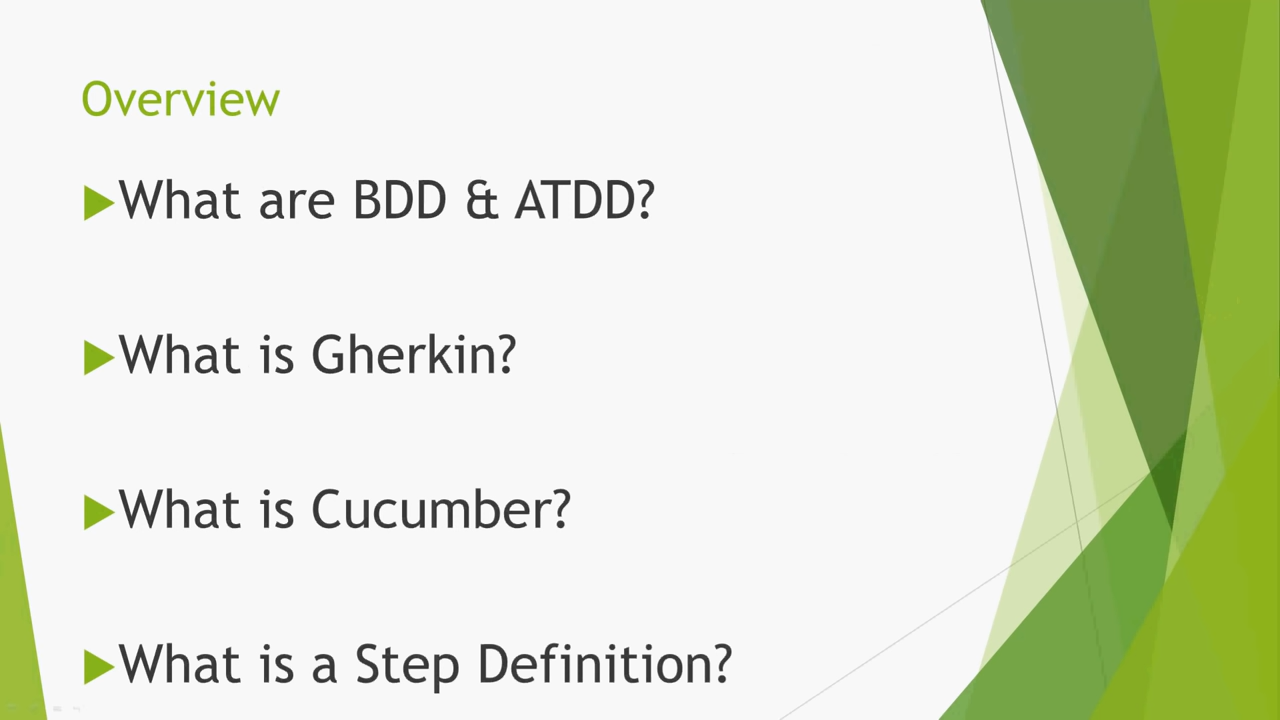 Overview
What are BDD & ATDD?
What is Gherkin?
What is Cucumber?
What is a Step Definition?